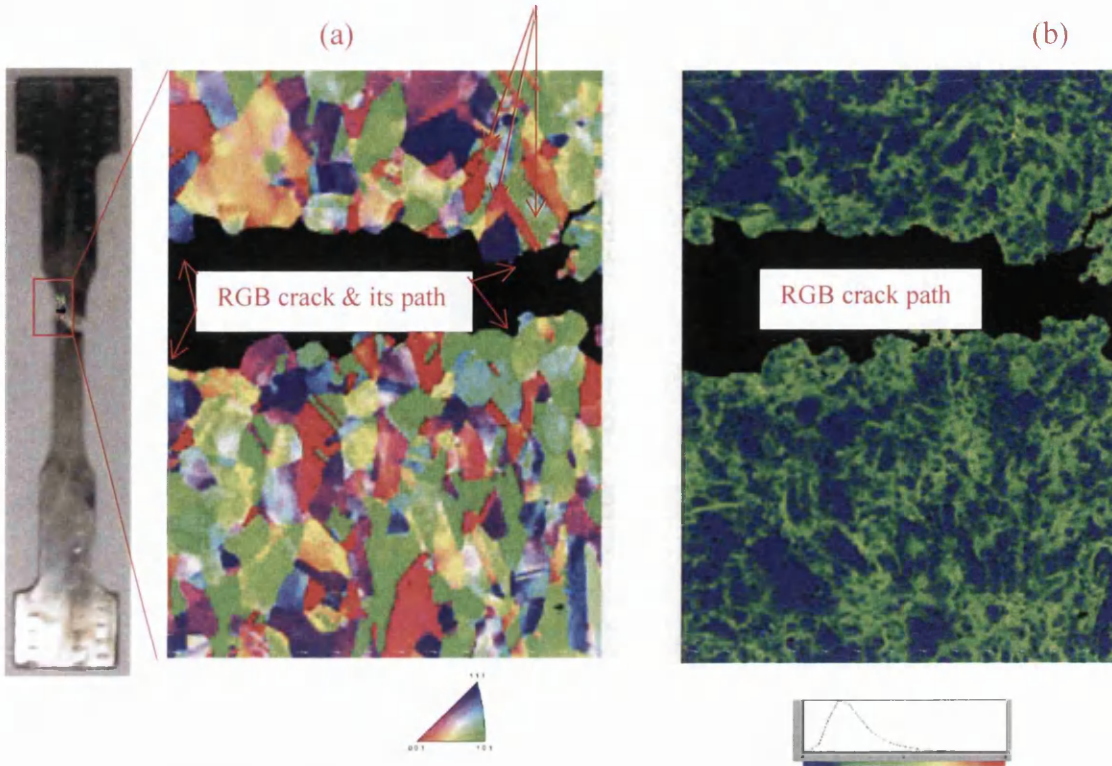 (a)
(b)
RGB crack & its path
RGB crack path
111
001
101